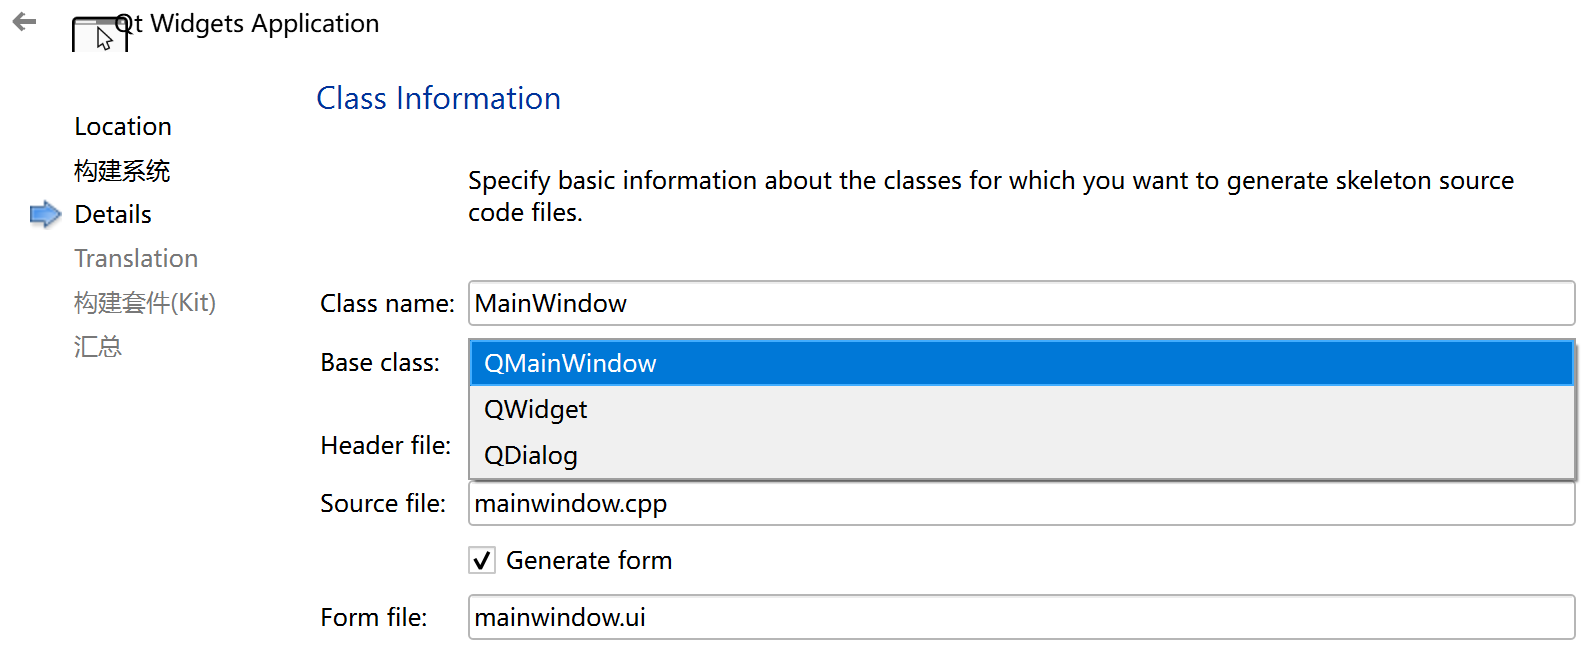 Qt Widgets Application
Location
构建系统
Details
Translation
构建套件(Kit)
汇总
Class Information
Specify basic information about the classes for which you want to generate skeleton source
code files.
Class name: MainWindow
Base class: QMainWindow
QWidget
Header file:
QDialog
Source file: mainwindow.cpp
Generate form
Form file: mainwindow.ui